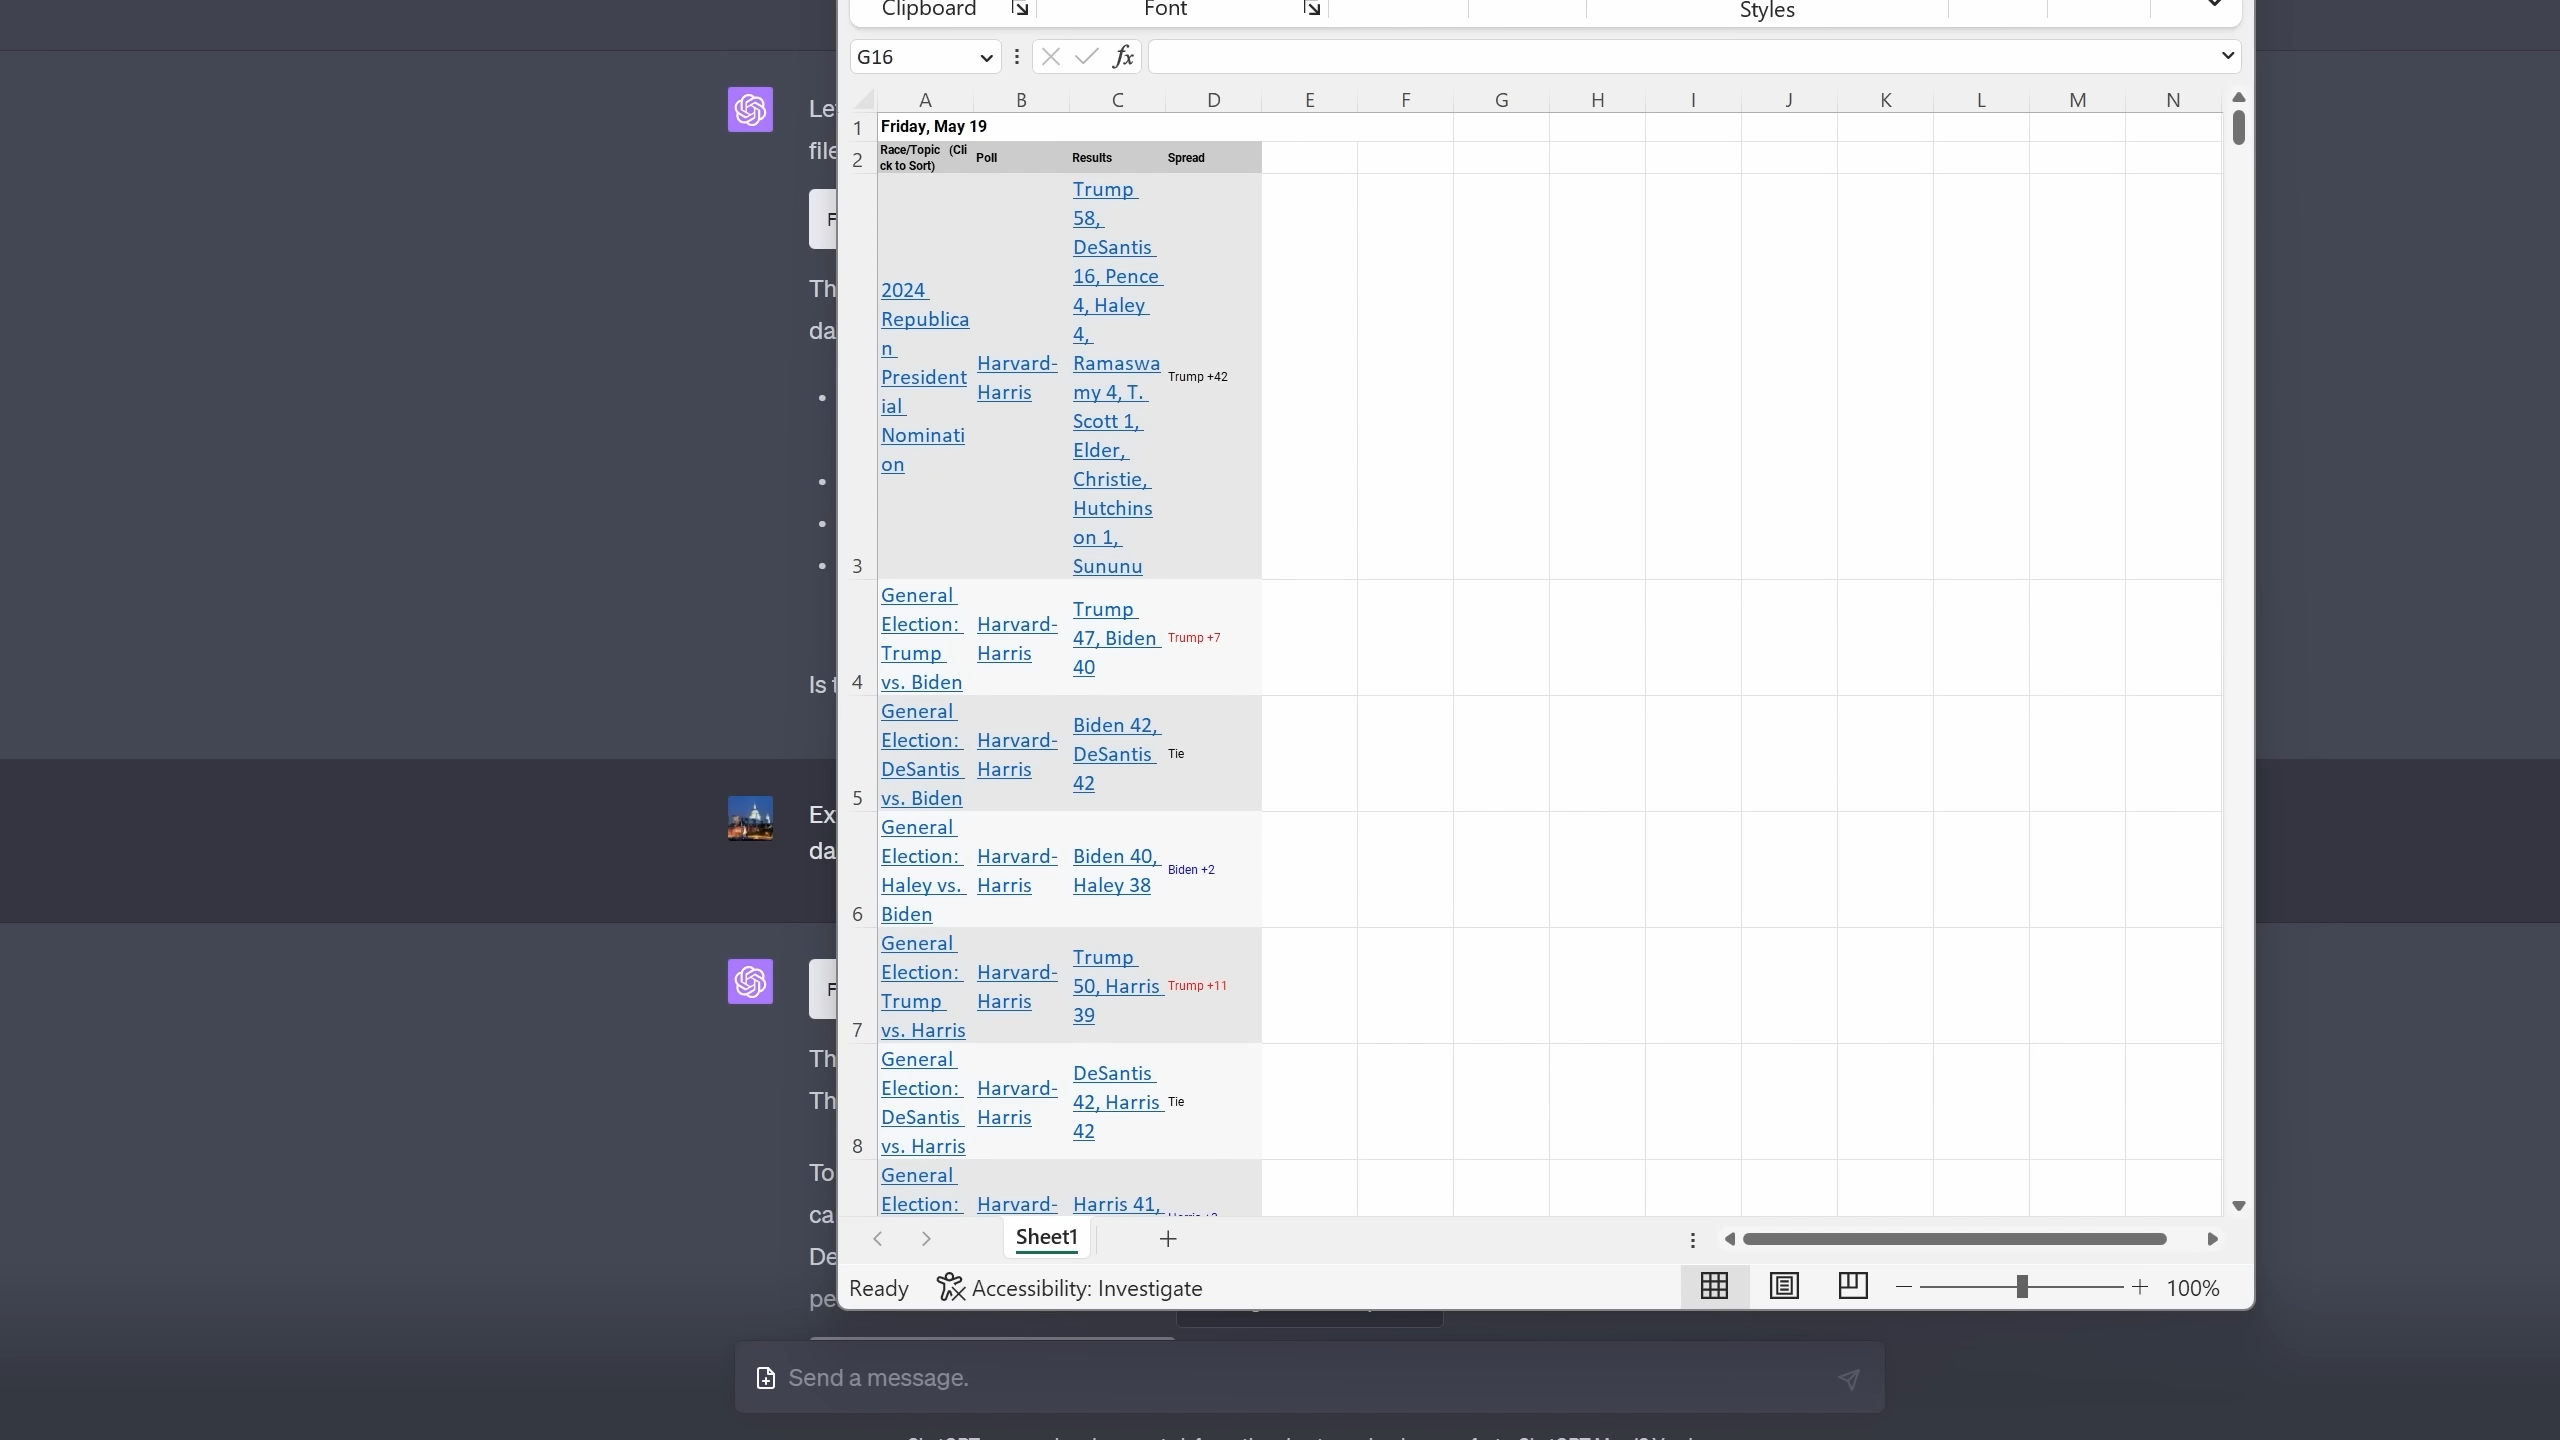 Clipboard
Font
Styles
G16
fx
A B C D E F G H I J K L M N
1 Friday, May 19
2 Race/Topic (Cli
ck to Sort)
Poll
Results
Spread
2024
Republica
n
President
ial
Nominati
on
Harvard-
Harris
Trump
58,
DeSantis
16, Pence
4, Haley
4,
Ramaswa
my 4, T.
Scott 1,
Elder,
Christie,
Hutchins
on 1,
Sununu
Trump +42
3
General
Election:
Trump
vs. Biden
Harvard-
Harris
Trump
47, Biden
40
Trump +7
4
General
Election:
DeSantis
vs. Biden
Harvard-
Harris
Biden 42,
DeSantis
42
Tie
5
General
Election:
Haley vs.
Biden
Harvard-
Harris
Biden 40,
Haley 38
Biden +2
6
General
Election:
Trump
vs. Harris
Harvard-
Harris
Trump
50, Harris
39
Trump +11
7
General
Election:
DeSantis
vs. Harris
Harvard-
Harris
DeSantis
42, Harris
42
Tie
8
General
Election:
Harvard-
Harris 41,
Sheet1
Ready
Accessibility: Investigate
100%
Send a message.